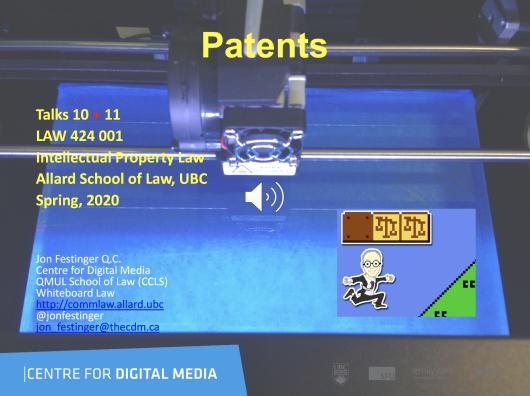 Patents
Talks 10 + 11
LAW 424 001
Intellectual Property Law
Allard School of Law, UBC
Spring, 2020
Jon Festinger Q.C.
Centre for Digital Media
QMUL School of Law (CCLS)
Whiteboard Law
http://commlaw.allard.ubc
@jonfestinger
jon_festinger@thecdm.ca
CENTRE FOR DIGITAL MEDIA
UBC